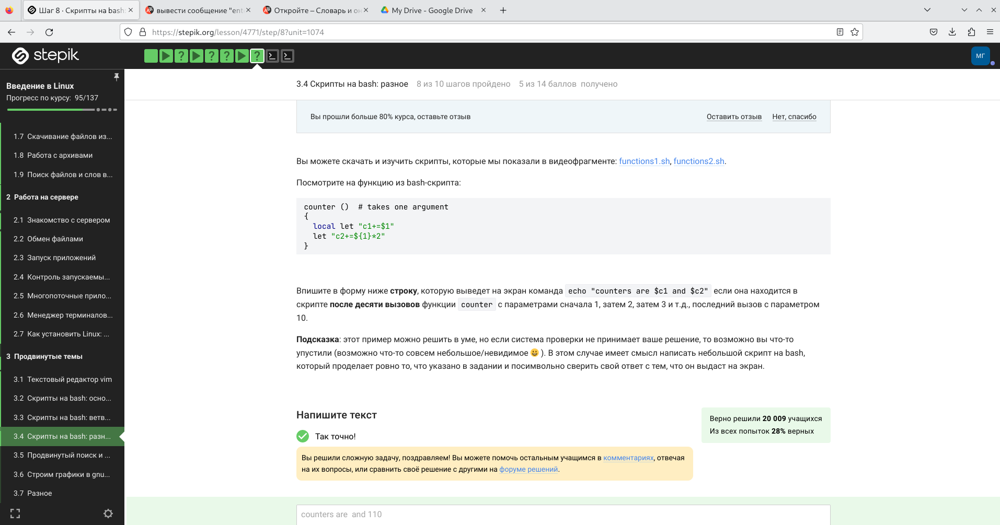 Шаг 8 · Скрипты на bash:
вывести сообщение "ent
Откройте – Словарь и он
My Drive - Google Drive
https://stepik.org/lesson/4771/step/8?unit=1074
stepik
МГ
Введение в Linux
Прогресс по курсу: 95/137
1.7 Скачивание файлов из...
1.8 Работа с архивами
1.9 Поиск файлов и слов в...
2 Работа на сервере
2.1 Знакомство с сервером
2.2 Обмен файлами
2.3 Запуск приложений
2.4 Контроль запускаемы...
2.5 Многопоточные прило...
2.6 Менеджер терминалов...
2.7 Как установить Linux: ...
3 Продвинутые темы
3.1 Текстовый редактор vim
3.2 Скрипты на bash: осно...
3.3 Скрипты на bash: ветв...
3.4 Скрипты на bash: разн...
3.5 Продвинутый поиск и ...
3.6 Строим графики в gnu...
3.7 Разное
3.4 Скрипты на bash: разное 8 из 10 шагов пройдено 5 из 14 баллов получено
Вы прошли больше 80% курса, оставьте отзыв Оставить отзыв Нет, спасибо
Вы можете скачать и изучить скрипты, которые мы показали в видеофрагменте: functions1.sh, functions2.sh.
Посмотрите на функцию из bash-скрипта:
counter ()  # takes one argument
{
  local let "c1+=$1"
  let "c2+=${1}*2"
}
Впишите в форму ниже строку, которую выведет на экран команда echo "counters are $c1 and $c2" если она находится в
скрипте после десяти вызовов функции counter с параметрами сначала 1, затем 2, затем 3 и т.д., последний вызов с параметром
10.
Подсказка: этот пример можно решить в уме, но если система проверки не принимает ваше решение, то возможно вы что-то
упустили (возможно что-то совсем небольшое/невидимое 😀 ). В этом случае имеет смысл написать небольшой скрипт на bash,
который проделает ровно то, что указано в задании и посимвольно сверить свой ответ с тем, что он выдаст на экран.
Напишите текст
Так точно!
Верно решили 20 009 учащихся
Из всех попыток 28% верных
Вы решили сложную задачу, поздравляем! Вы можете помочь остальным учащимся в комментариях, отвечая
на их вопросы, или сравнить своё решение с другими на форуме решений.
counters are  and 110